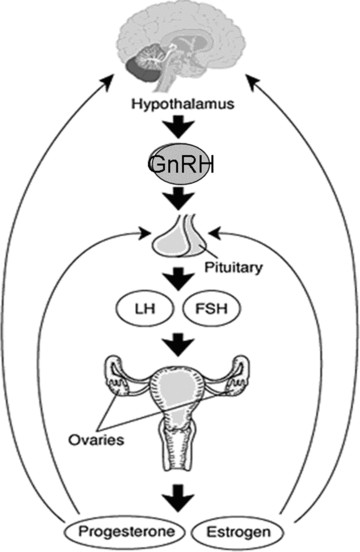 Hypothalamus
GnRH
Pituitary
LH FSH
Ovaries
Progesterone Estrogen